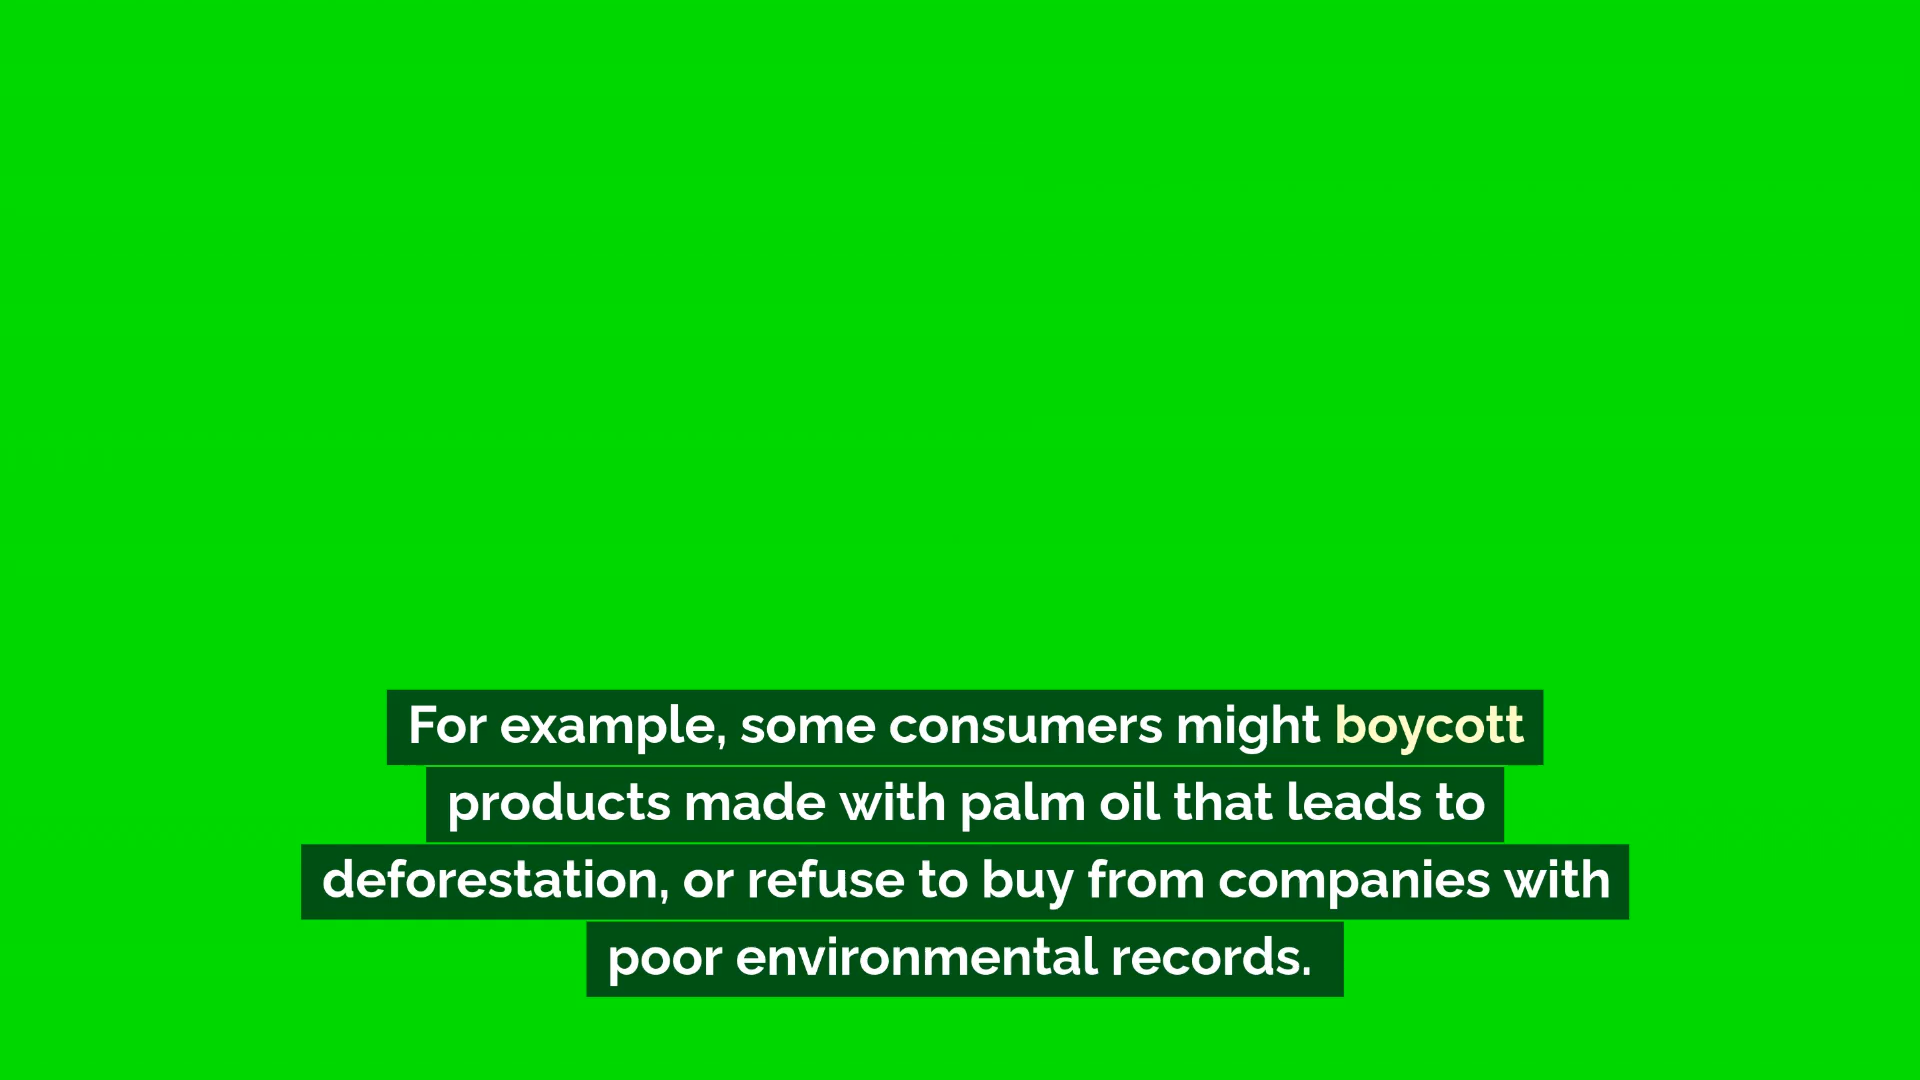 For example, some consumers might boycott
products made with palm oil that leads to
deforestation, or refuse to buy from companies with
poor environmental records.